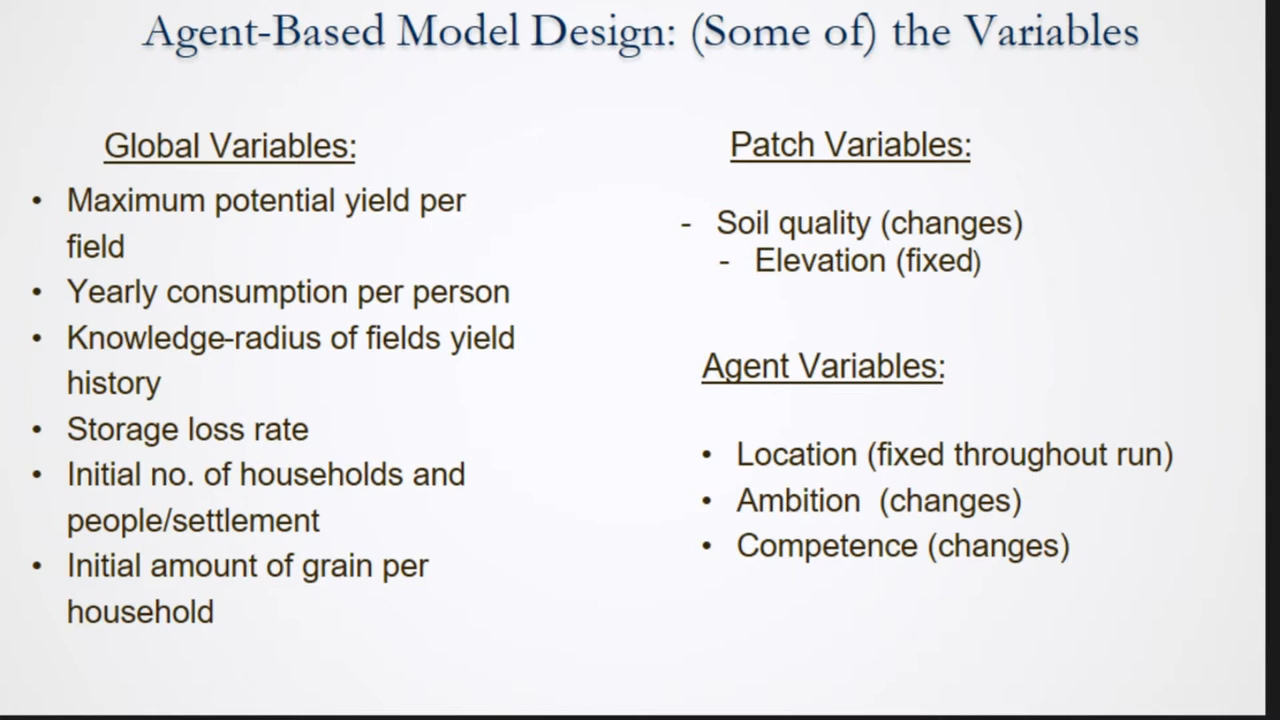 Agent-Based Model Design: (Some of) the Variables
Global Variables:
• Maximum potential yield per
field
• Yearly consumption per person
• Knowledge-radius of fields yield
history
• Storage loss rate
• Initial no. of households and
people/settlement
• Initial amount of grain per
household
Patch Variables:
- Soil quality (changes)
- Elevation (fixed)
Agent Variables:
• Location (fixed throughout run)
• Ambition (changes)
• Competence (changes)